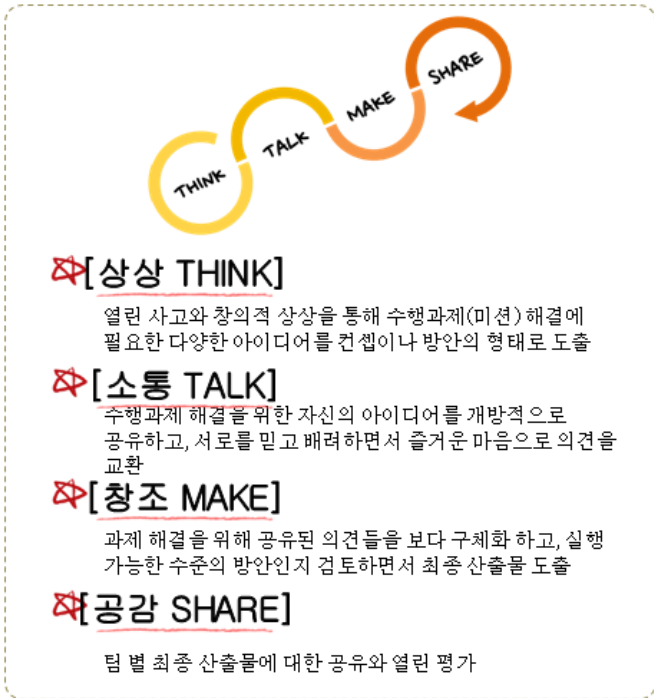 THINK
TALK
MAKE
SHARE
[상상 THINK]
열린 사고와 창의적 상상을 통해 수행과제(미션) 해결에
필요한 다양한 아이디어를 컨셉이나 방안의 형태로 도출
[소통 TALK]
수행과제 해결을 위한 자신의 아이디어를 개방적으로
공유하고, 서로를 믿고 배려하면서 즐거운 마음으로 의견을
교환
[창조 MAKE]
과제 해결을 위해 공유된 의견들을 보다 구체화 하고, 실행
가능한 수준의 방안인지 검토하면서 최종 산출물 도출
[공감 SHARE]
팀 별 최종 산출물에 대한 공유와 열린 평가